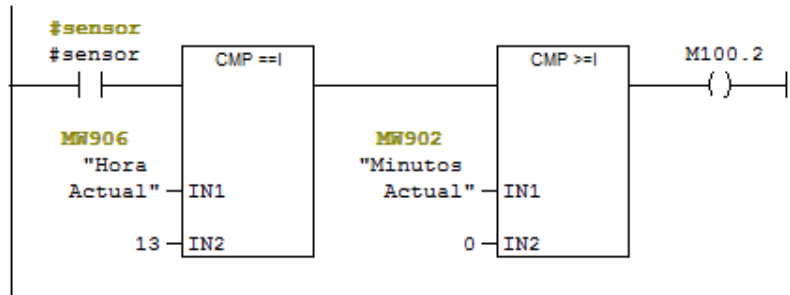 #sensor
#sensor
CMP ==I
CMP >=I
M100.2
MW906
"Hora
Actual"
IN1
13
IN2
MW902
"Minutos
Actual"
IN1
0
IN2